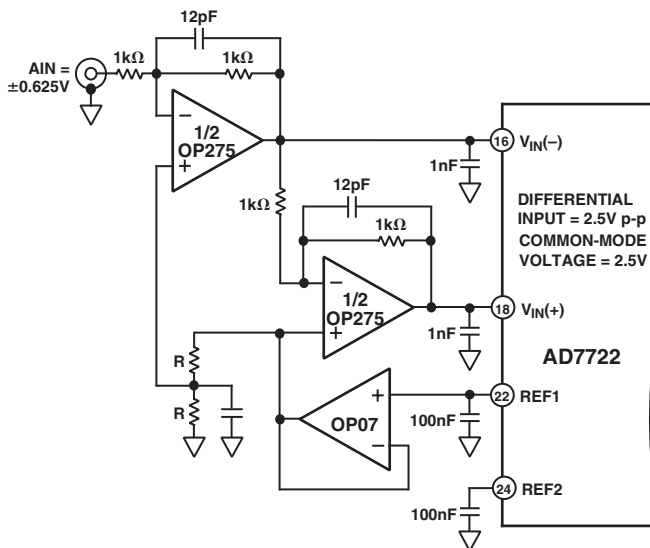 12pF
AIN =
±0.625V
1kΩ
1kΩ
–
+
1/2
OP275
16
VIN(–)
1nF
1kΩ
12pF
1kΩ
DIFFERENTIAL
INPUT = 2.5V p-p
COMMON-MODE
VOLTAGE = 2.5V
–
+
1/2
OP275
18
VIN(+)
1nF
AD7722
R
R
+
–
OP07
22
REF1
100nF
24
REF2
100nF